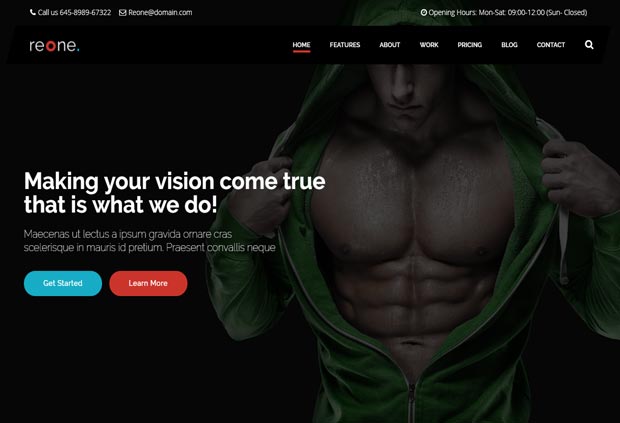 Call us 645-8989-67322 Reone@domain.com Opening Hours: Mon-Sat: 09:00-12:00 (Sun- Closed)
reone. HOME FEATURES ABOUT WORK PRICING BLOG CONTACT
Making your vision come true
that is what we do!
Maecenas ut lectus a ipsum gravida ornare cras
scelerisque in mauris id pretium. Praesent convallis neque
Get Started Learn More